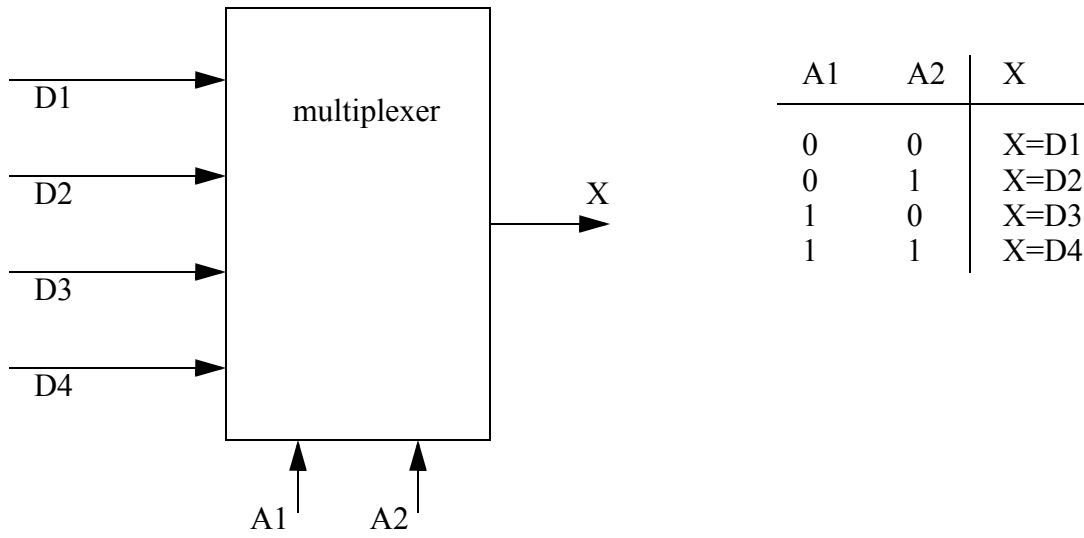 D1
D2
D3
D4
multiplexer
X
A1 A2
A1 A2 X
0 0 X=D1
0 1 X=D2
1 0 X=D3
1 1 X=D4